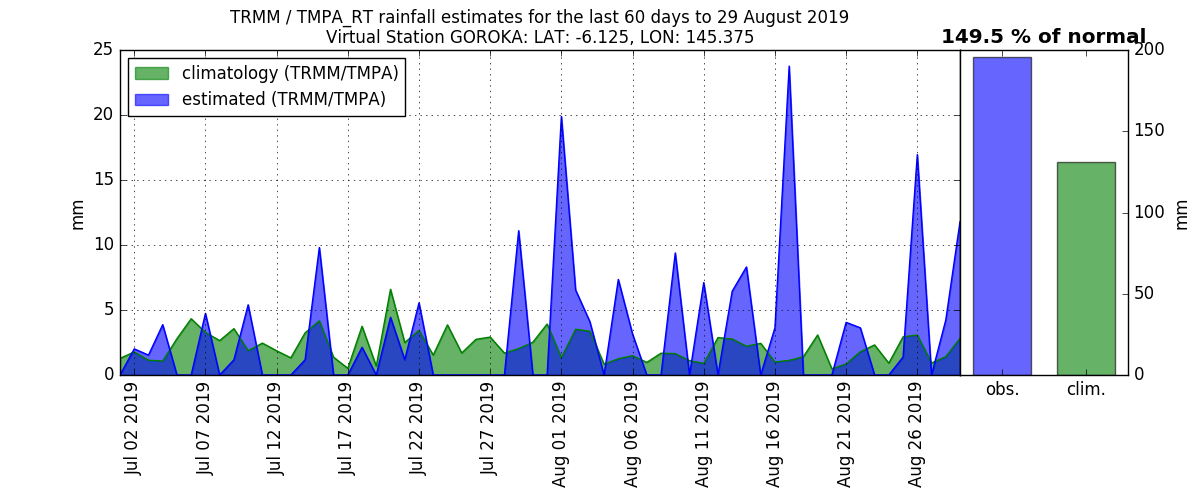 TRMM / TMPA_RT rainfall estimates for the last 60 days to 29 August 2019
Virtual Station GOROKA: LAT: -6.125, LON: 145.375
149.5 % of normal
climatology (TRMM/TMPA)
estimated (TRMM/TMPA)
25
20
15
10
5
0
mm
Jul 02 2019
Jul 07 2019
Jul 12 2019
Jul 17 2019
Jul 22 2019
Jul 27 2019
Aug 01 2019
Aug 06 2019
Aug 11 2019
Aug 16 2019
Aug 21 2019
Aug 26 2019
obs.
clim.
200
150
100
50
0
mm